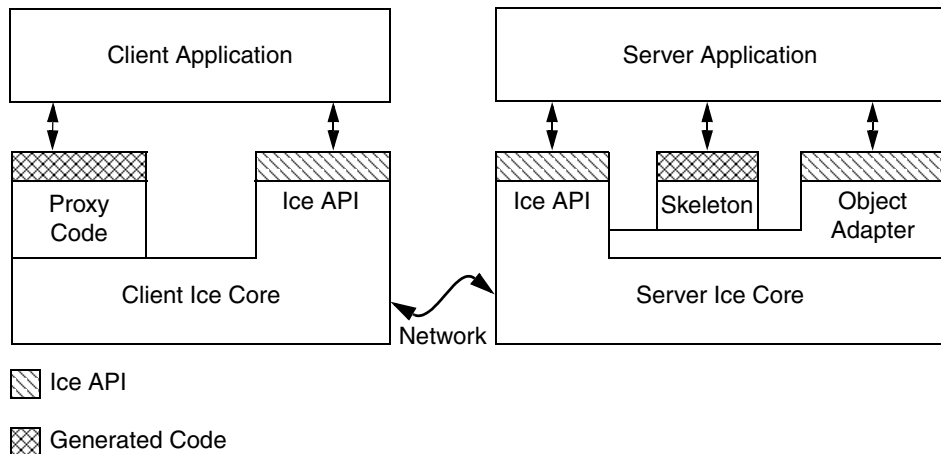 Client Application
Server Application
Proxy
Code
Ice API
Ice API
Skeleton
Object
Adapter
Client Ice Core
Server Ice Core
Network
Ice API
Generated Code